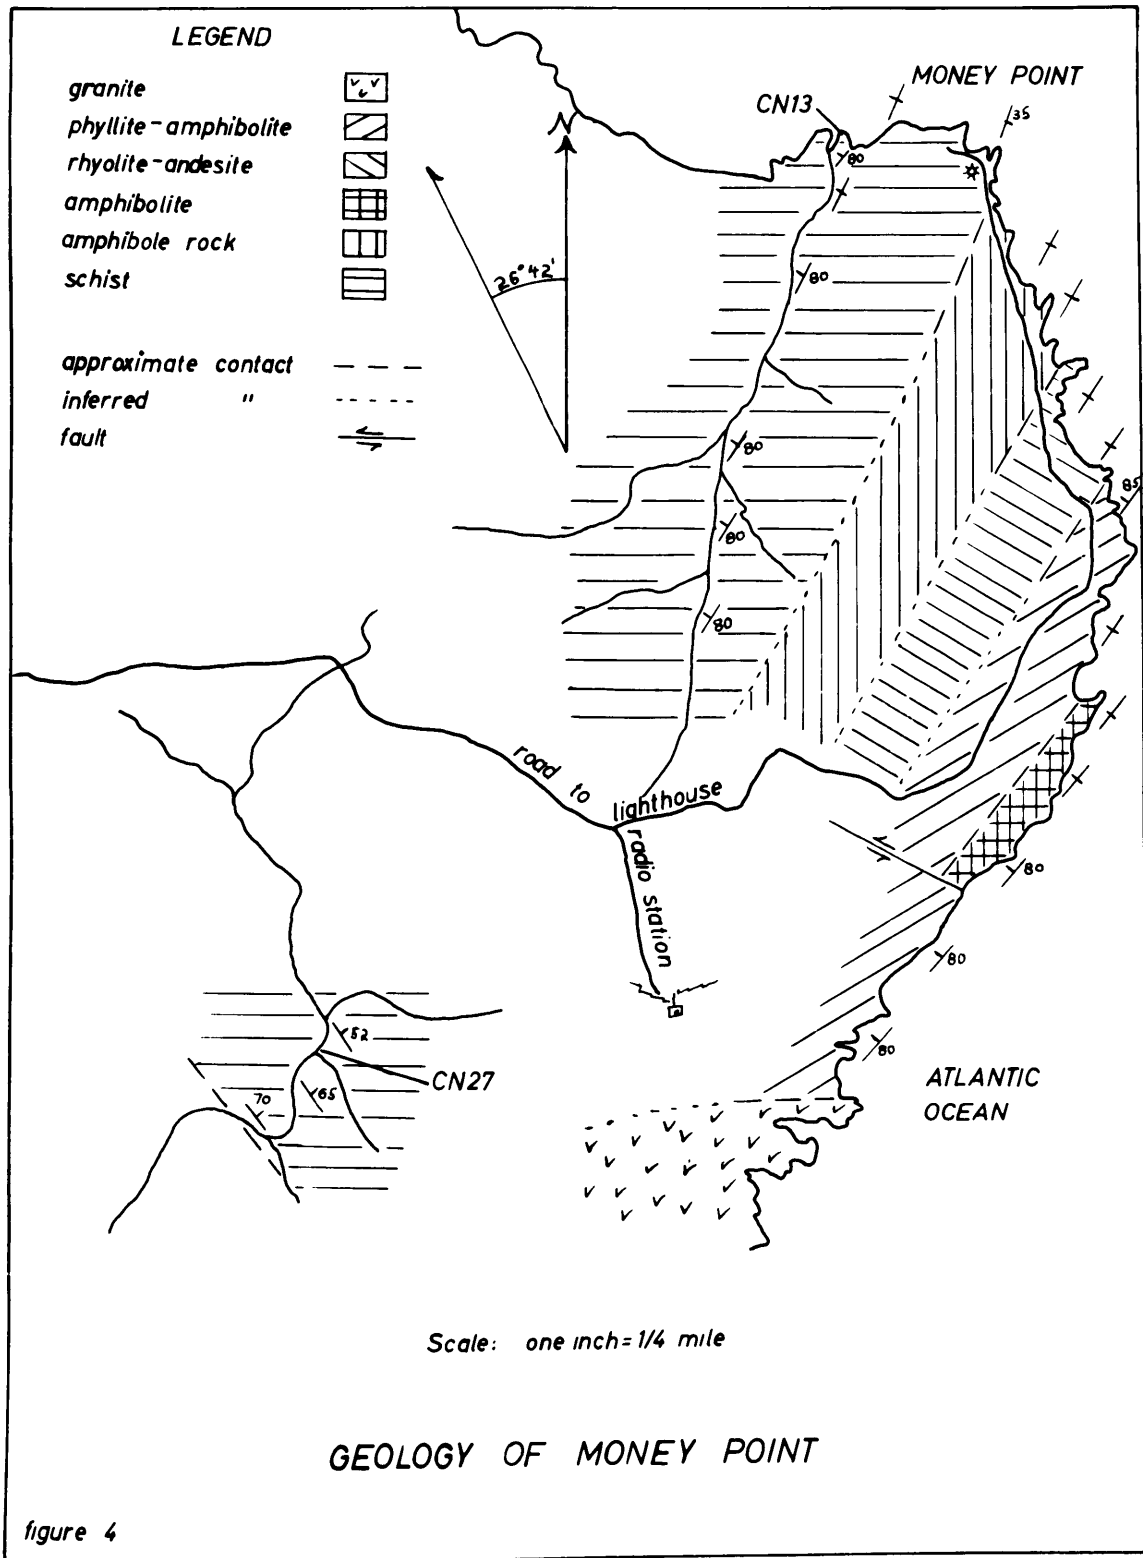 LEGEND
granite
phyllite-amphibolite
rhyolite-andesite
amphibolite
amphibole rock
schist
approximate contact
inferred "
fault
N
26°42'
MONEY POINT
CN13
35
80
80
80
80
80
85
80
80
80
road to lighthouse
radio station
52
CN27
65
70
ATLANTIC
OCEAN
Scale: one inch = 1/4 mile
GEOLOGY OF MONEY POINT
figure 4